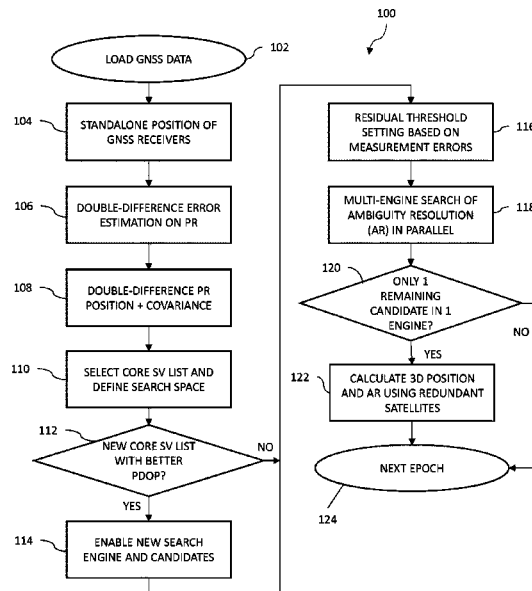 100
LOAD GNSS DATA
102
104
STANDALONE POSITION OF
GNSS RECEIVERS
106
DOUBLE-DIFFERENCE ERROR
ESTIMATION ON PR
108
DOUBLE-DIFFERENCE PR
POSITION + COVARIANCE
110
SELECT CORE SV LIST AND
DEFINE SEARCH SPACE
112
NEW CORE SV LIST
WITH BETTER
PDOP?
NO
YES
114
ENABLE NEW SEARCH
ENGINE AND CANDIDATES
RESIDUAL THRESHOLD
SETTING BASED ON
MEASUREMENT ERRORS
116
MULTI-ENGINE SEARCH OF
AMBIGUITY RESOLUTION
(AR) IN PARALLEL
118
120
ONLY 1
REMAINING
CANDIDATE IN 1
ENGINE?
NO
YES
122
CALCULATE 3D POSITION
AND AR USING REDUNDANT
SATELLITES
NEXT EPOCH
124